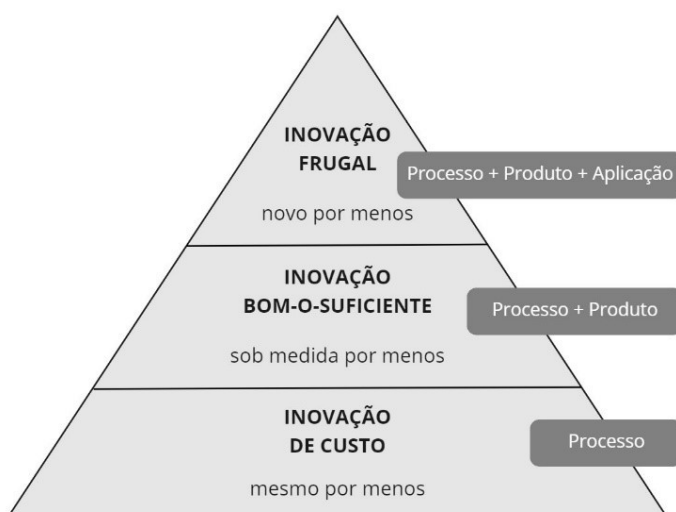 INOVAÇÃO
FRUGAL
Processo + Produto + Aplicação
novo por menos
INOVAÇÃO
BOM-O-SUFICIENTE
Processo + Produto
sob medida por menos
INOVAÇÃO
DE CUSTO
Processo
mesmo por menos